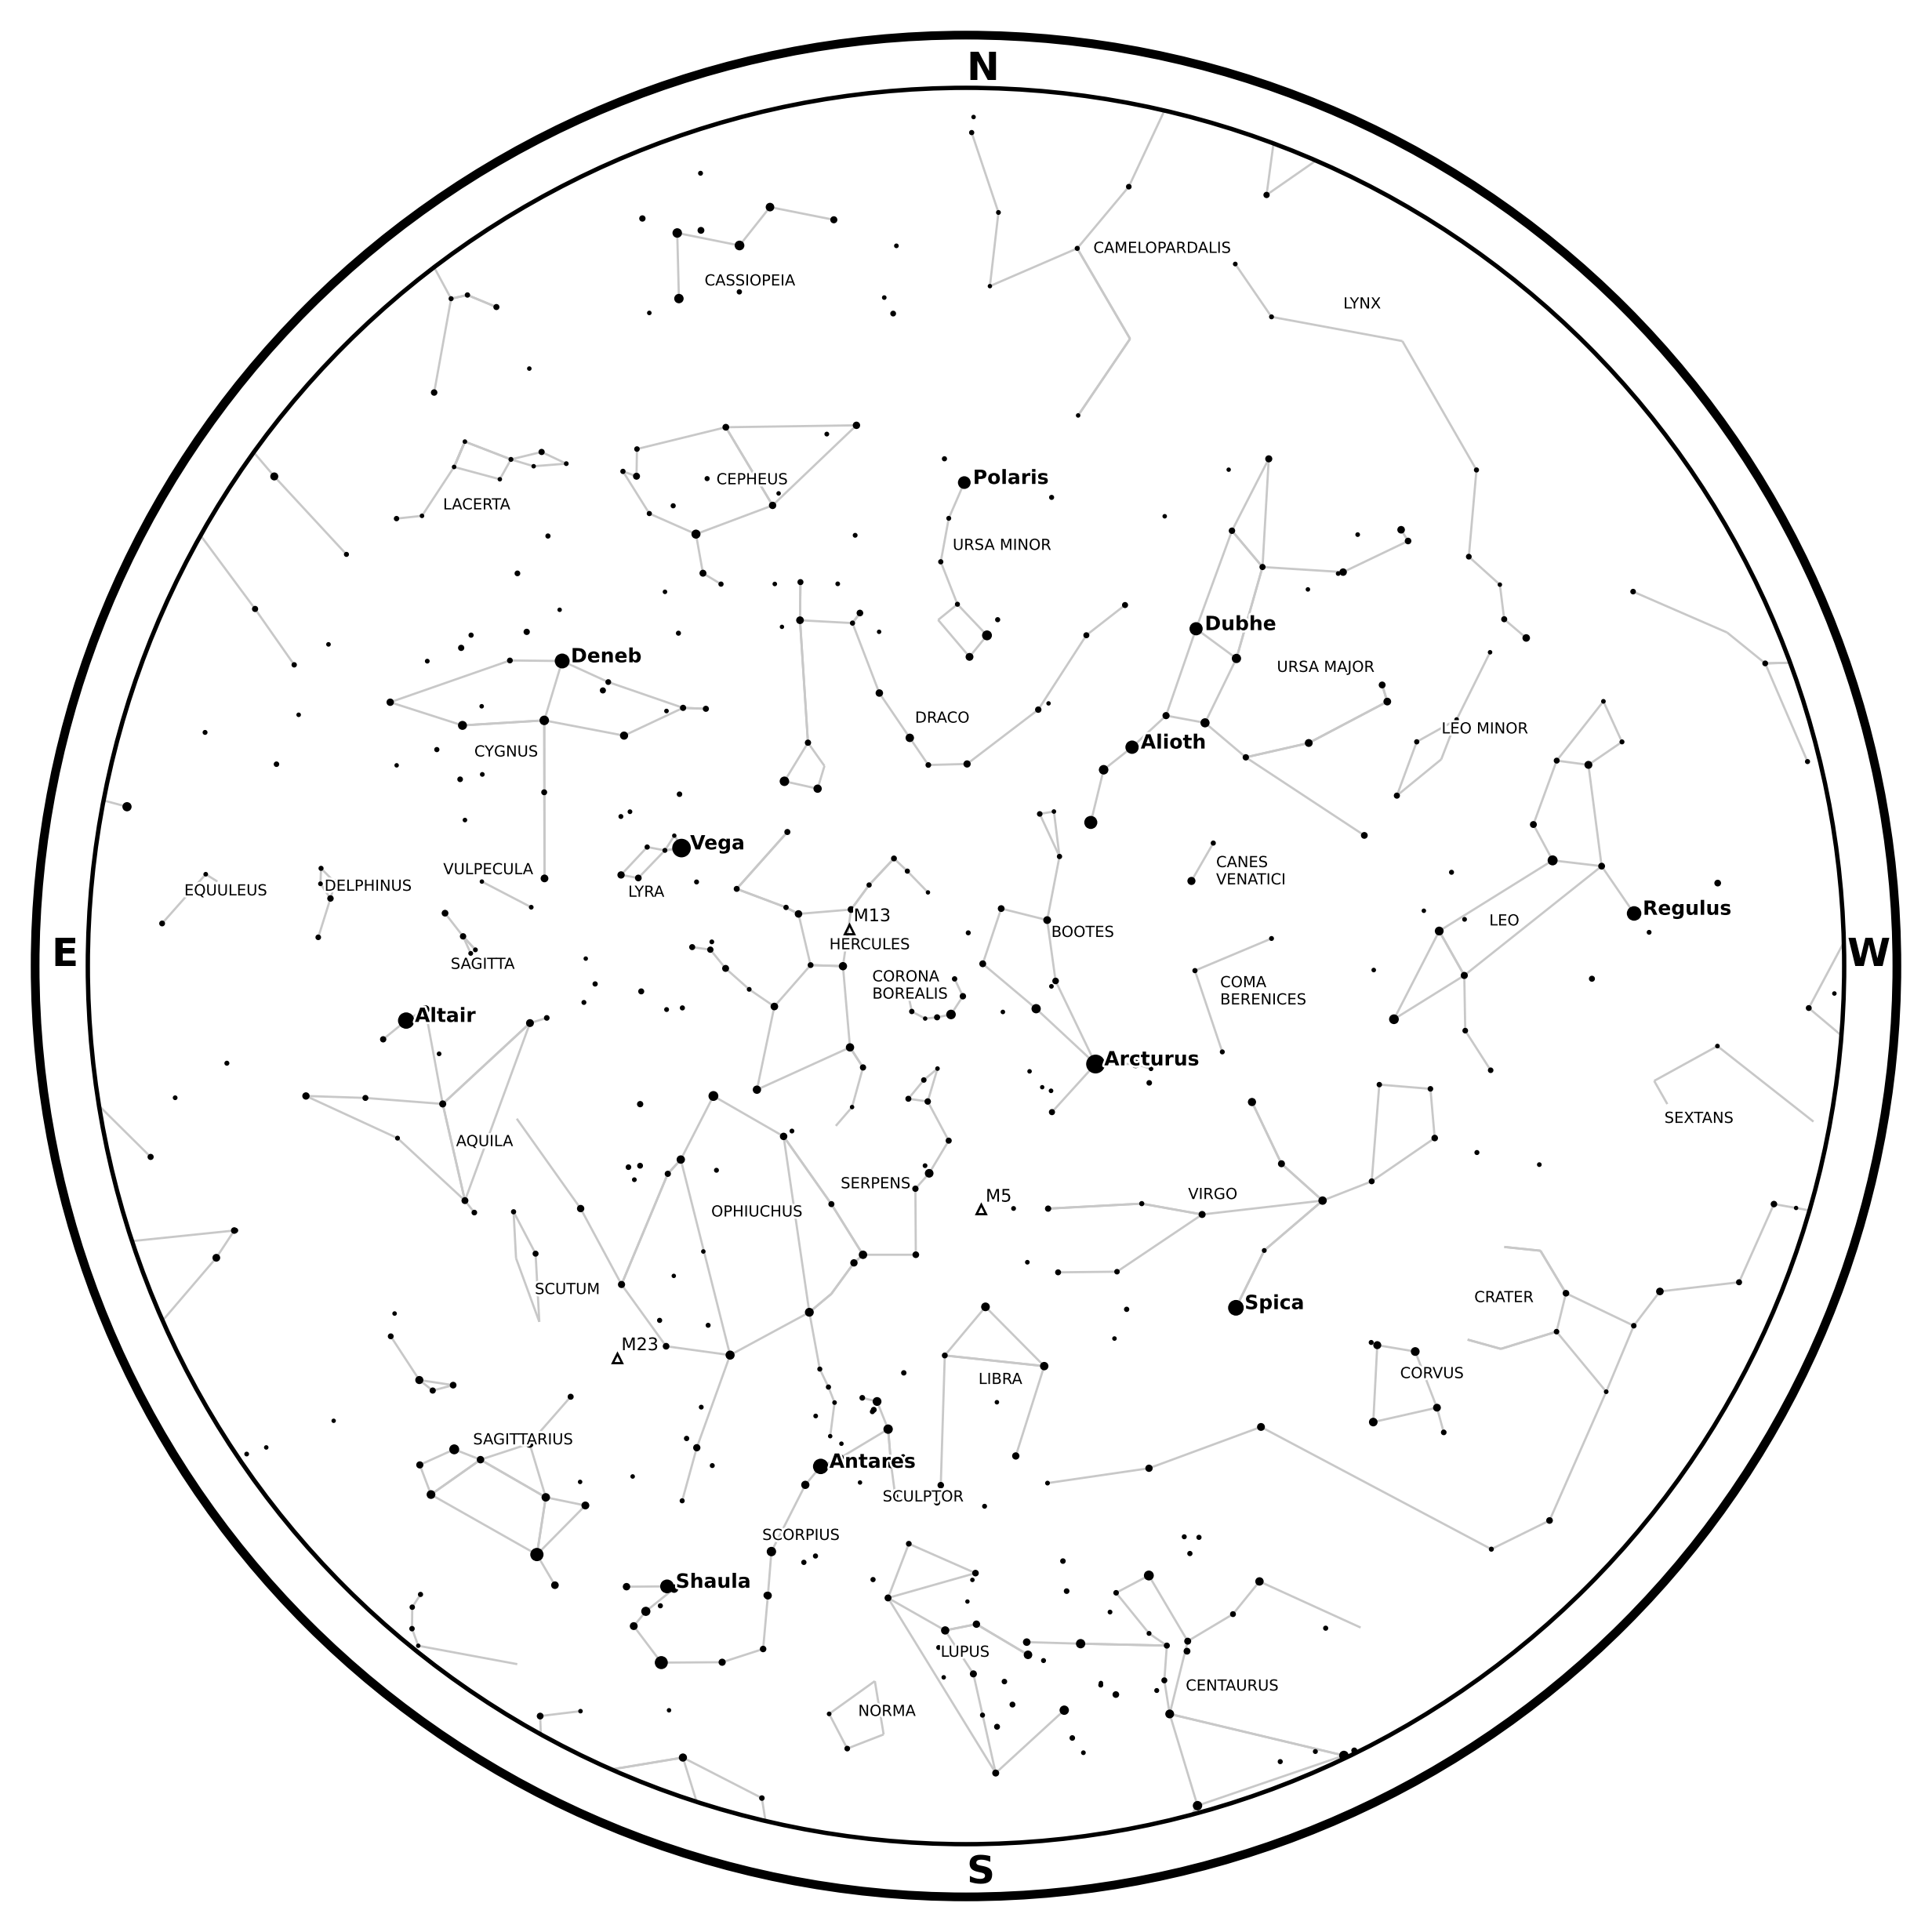 N
CAMELOPARDALIS
CASSIOPEIA
LYNX
Polaris
CEPHEUS
LACERTA
URSA MINOR
Dubhe
Deneb
URSA MAJOR
DRACO
LEO MINOR
Alioth
CYGNUS
Vega
CANES
VENATICI
VULPECULA
DELPHINUS
EQUULEUS
LYRA
Regulus
M13
LEO
BOOTES
HERCULES
E
W
SAGITTA
CORONA
BOREALIS
COMA
BERENICES
Altair
Arcturus
SEXTANS
AQUILA
SERPENS
VIRGO
M5
OPHIUCHUS
SCUTUM
CRATER
Spica
M23
CORVUS
LIBRA
SAGITTARIUS
Antares
SCULPTOR
SCORPIUS
Shaula
LUPUS
CENTAURUS
NORMA
S